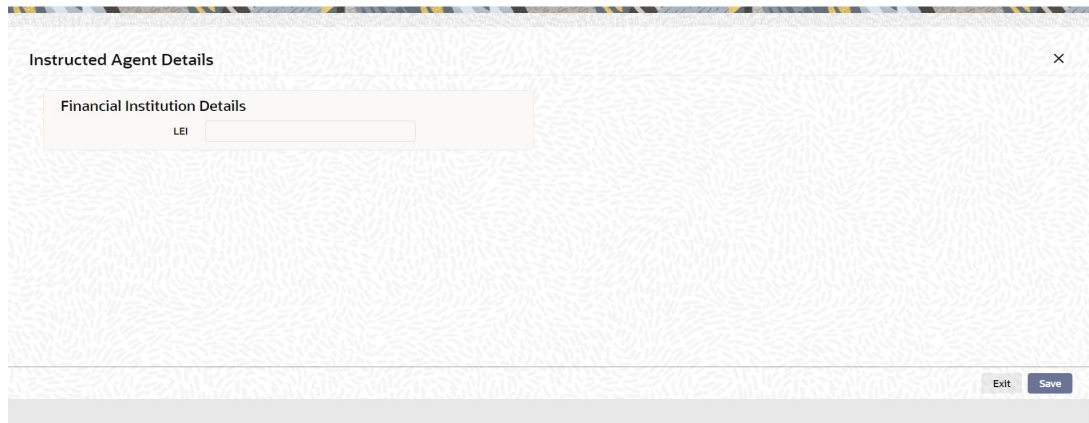 Instructed Agent Details
Financial Institution Details
LEI
Exit Save